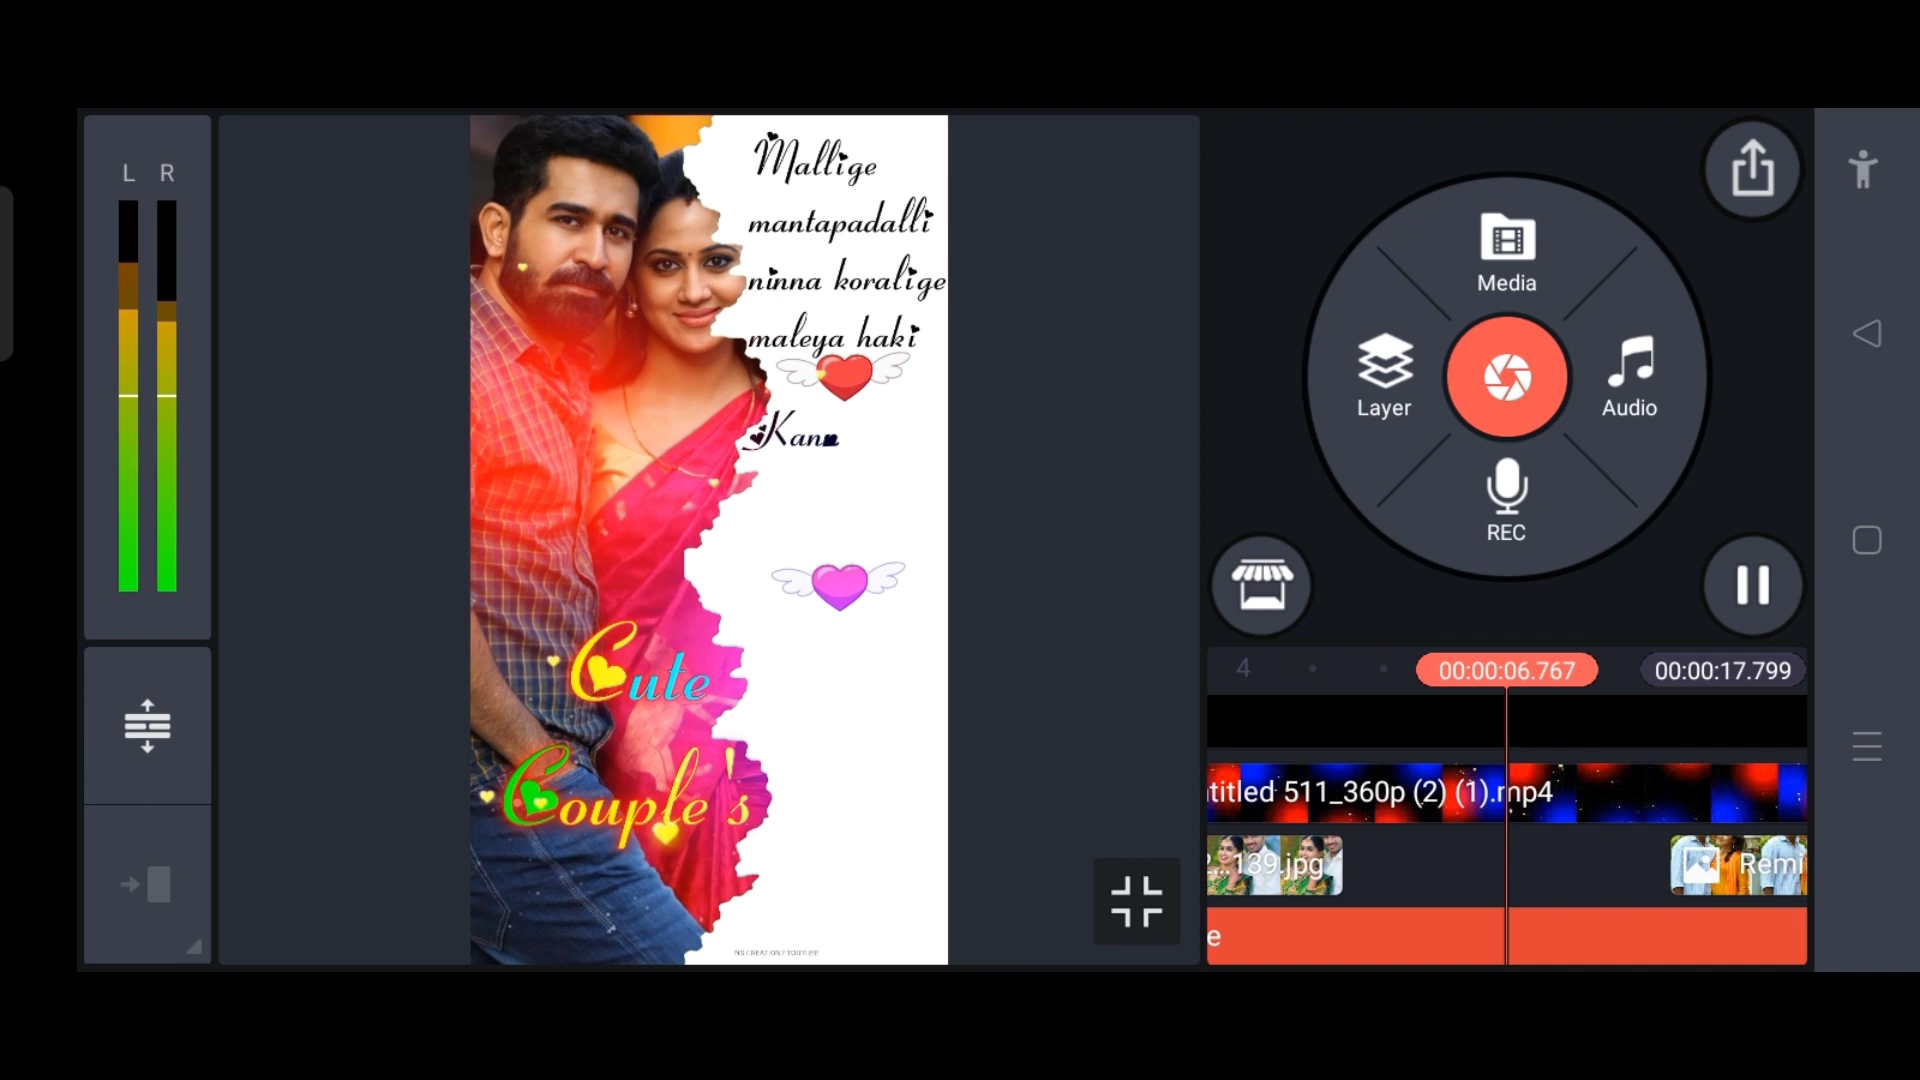 L R
Mallige
mantapadalli
ninna koralige
maleya haki
Kann
Cute
Couple's
Media
Layer
Audio
REC
4
00:00:06.767
00:00:17.799
titled 511_360p (2) (1).mp4
...139.jpg
Remi
e